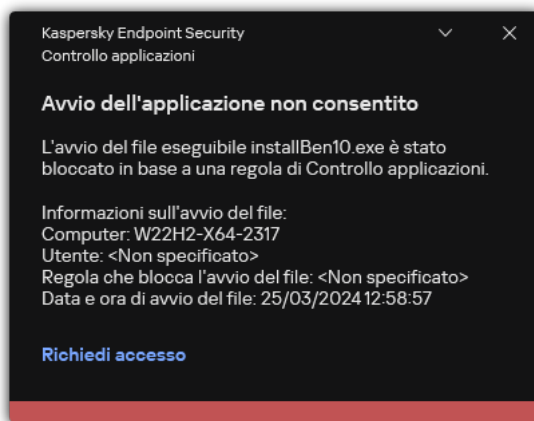 Kaspersky Endpoint Security
Controllo applicazioni
Avvio dell'applicazione non consentito
L'avvio del file eseguibile installBen10.exe è stato
bloccato in base a una regola di Controllo applicazioni.
Informazioni sull'avvio del file:
Computer: W22H2-X64-2317
Utente: <Non specificato>
Regola che blocca l'avvio del file: <Non specificato>
Data e ora di avvio del file: 25/03/2024 12:58:57
Richiedi accesso